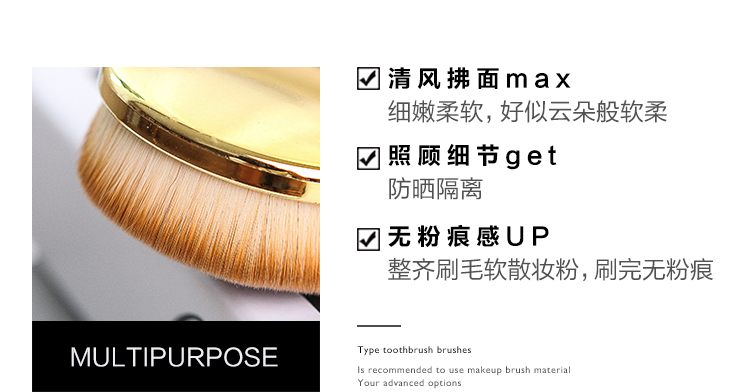 清风拂面max
细嫩柔软，好似云朵般软柔
照顾细节get
防晒隔离
无粉痕感UP
整齐刷毛软散妆粉，刷完无粉痕
MULTIPURPOSE
Type toothbrush brushes
Is recommended to use makeup brush material
Your advanced options